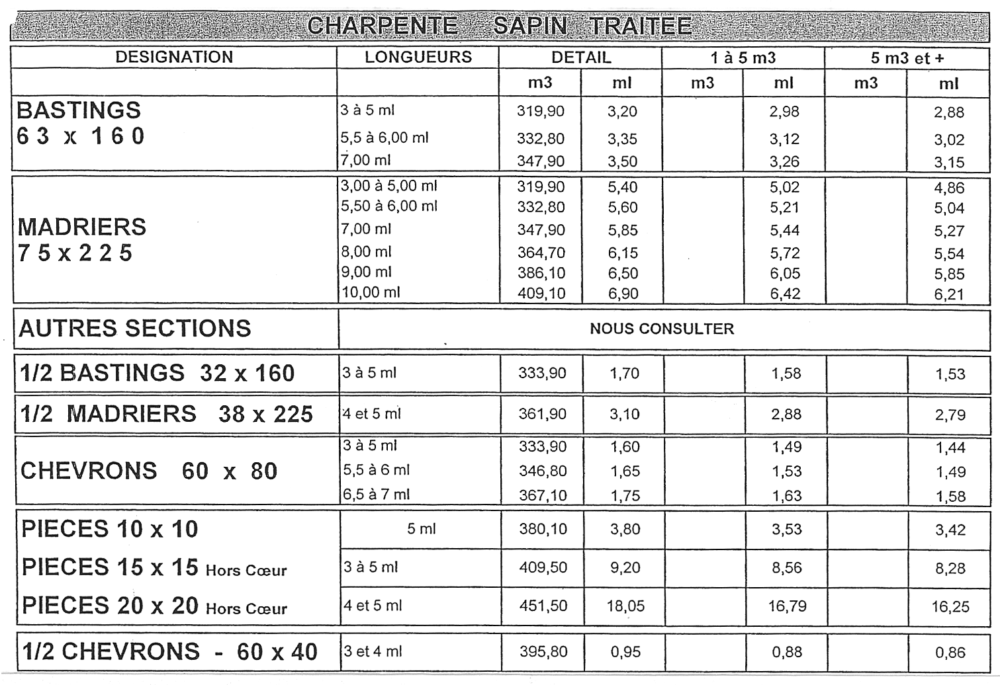 CHARPENTE SAPIN TRAITEE
DESIGNATION LONGUEURS DETAIL 1 à 5 m3 5 m3 et +
m3 ml m3 ml m3 ml
BASTINGS 3 à 5 ml 319,90 3,20 2,98 2,88
6 3 x 1 6 0 5,5 à 6,00 ml 332,80 3,35 3,12 3,02
7,00 ml 347,90 3,50 3,26 3,15
3,00 à 5,00 ml 319,90 5,40 5,02 4,86
5,50 à 6,00 ml 332,80 5,60 5,21 5,04
MADRIERS 7,00 ml 347,90 5,85 5,44 5,27
7 5 x 2 2 5 8,00 ml 364,70 6,15 5,72 5,54
9,00 ml 386,10 6,50 6,05 5,85
10,00 ml 409,10 6,90 6,42 6,21
AUTRES SECTIONS NOUS CONSULTER
1/2 BASTINGS 32 x 160 3 à 5 ml 333,90 1,70 1,58 1,53
1/2 MADRIERS 38 x 225 4 et 5 ml 361,90 3,10 2,88 2,79
3 à 5 ml 333,90 1,60 1,49 1,44
CHEVRONS 60 x 80 5,5 à 6 ml 346,80 1,65 1,53 1,49
6,5 à 7 ml 367,10 1,75 1,63 1,58
PIECES 10 x 10 5 ml 380,10 3,80 3,53 3,42
PIECES 15 x 15 Hors Cœur 3 à 5 ml 409,50 9,20 8,56 8,28
PIECES 20 x 20 Hors Cœur 4 et 5 ml 451,50 18,05 16,79 16,25
1/2 CHEVRONS - 60 x 40 3 et 4 ml 395,80 0,95 0,88 0,86